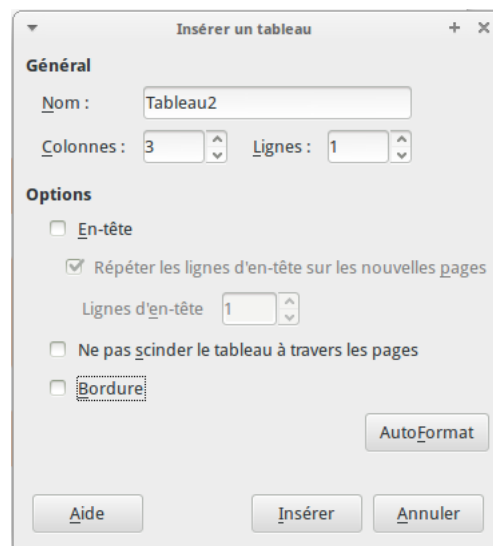 Insérer un tableau
Général
Nom : Tableau2
Colonnes : 3 Lignes : 1
Options
En-tête
Répéter les lignes d'en-tête sur les nouvelles pages
Lignes d'en-tête 1
Ne pas scinder le tableau à travers les pages
Bordure
AutoFormat
Aide Insérer Annuler